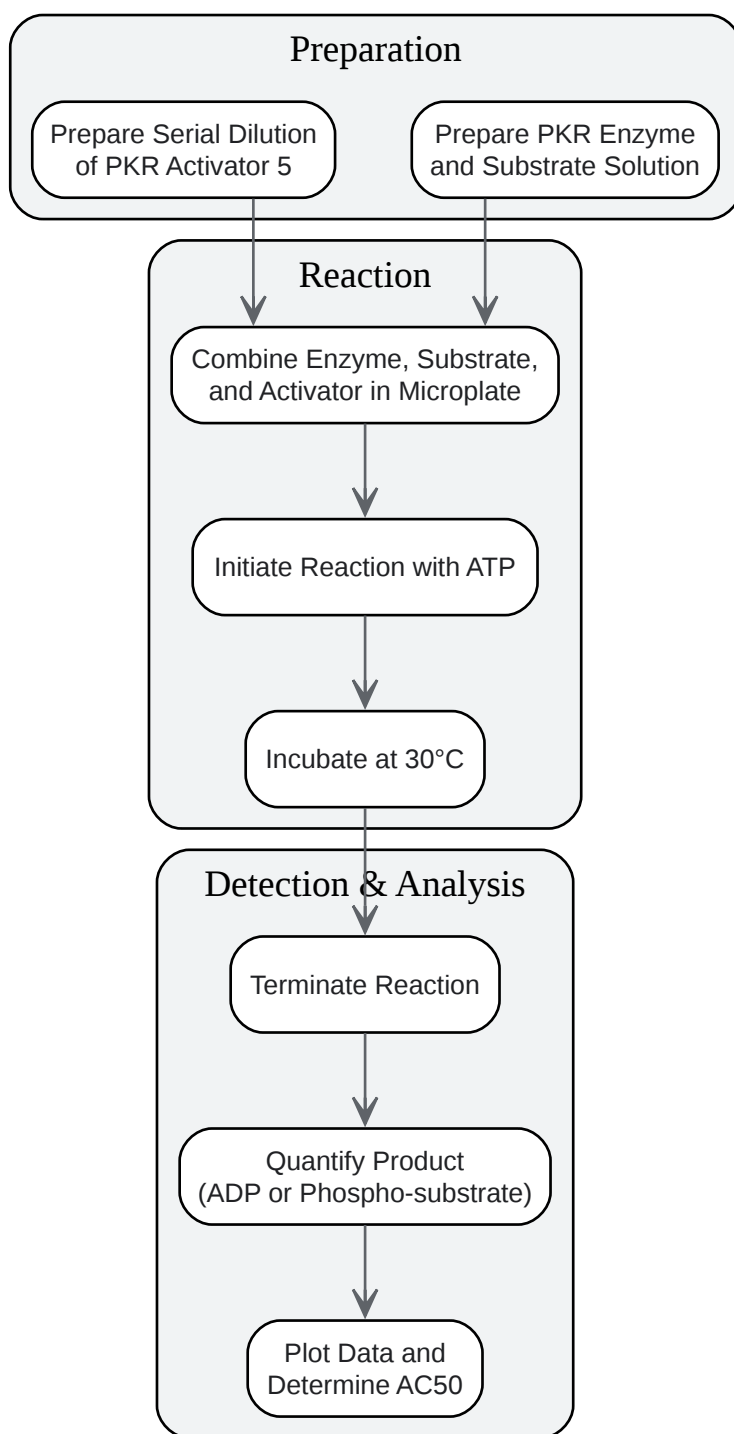 Preparation
Prepare Serial Dilution
of PKR Activator 5
Prepare PKR Enzyme
and Substrate Solution
Reaction
Combine Enzyme, Substrate,
and Activator in Microplate
Initiate Reaction with ATP
Incubate at 30°C
Detection & Analysis
Terminate Reaction
Quantify Product
(ADP or Phospho-substrate)
Plot Data and
Determine AC50